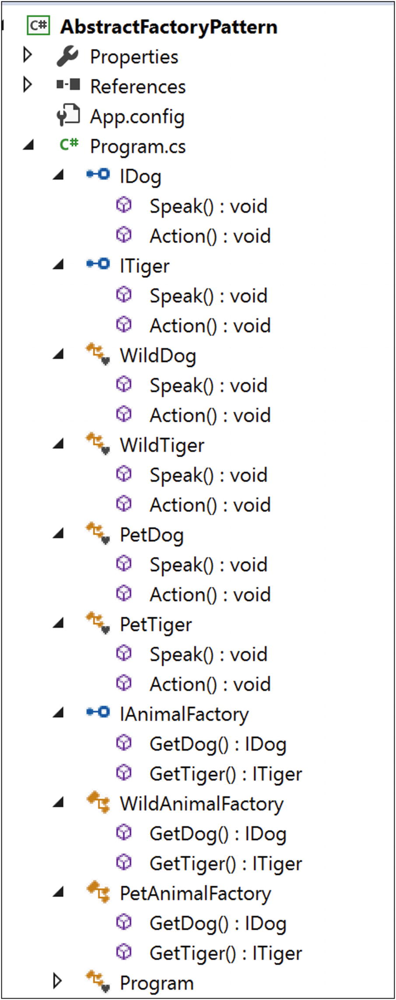 C# AbstractFactoryPattern
Properties
References
App.config
C# Program.cs
IDog
Speak() : void
Action() : void
ITiger
Speak() : void
Action() : void
WildDog
Speak() : void
Action() : void
WildTiger
Speak() : void
Action() : void
PetDog
Speak() : void
Action() : void
PetTiger
Speak() : void
Action() : void
IAnimalFactory
GetDog() : IDog
GetTiger() : ITiger
WildAnimalFactory
GetDog() : IDog
GetTiger() : ITiger
PetAnimalFactory
GetDog() : IDog
GetTiger() : ITiger
Program